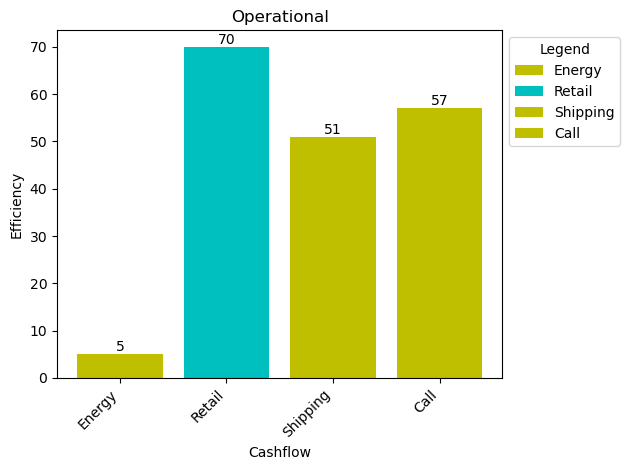 Operational
70
60
50
40
30
20
10
0
Efficiency
5
70
51
57
Energy
Retail
Shipping
Call
Cashflow
Legend
Energy
Retail
Shipping
Call